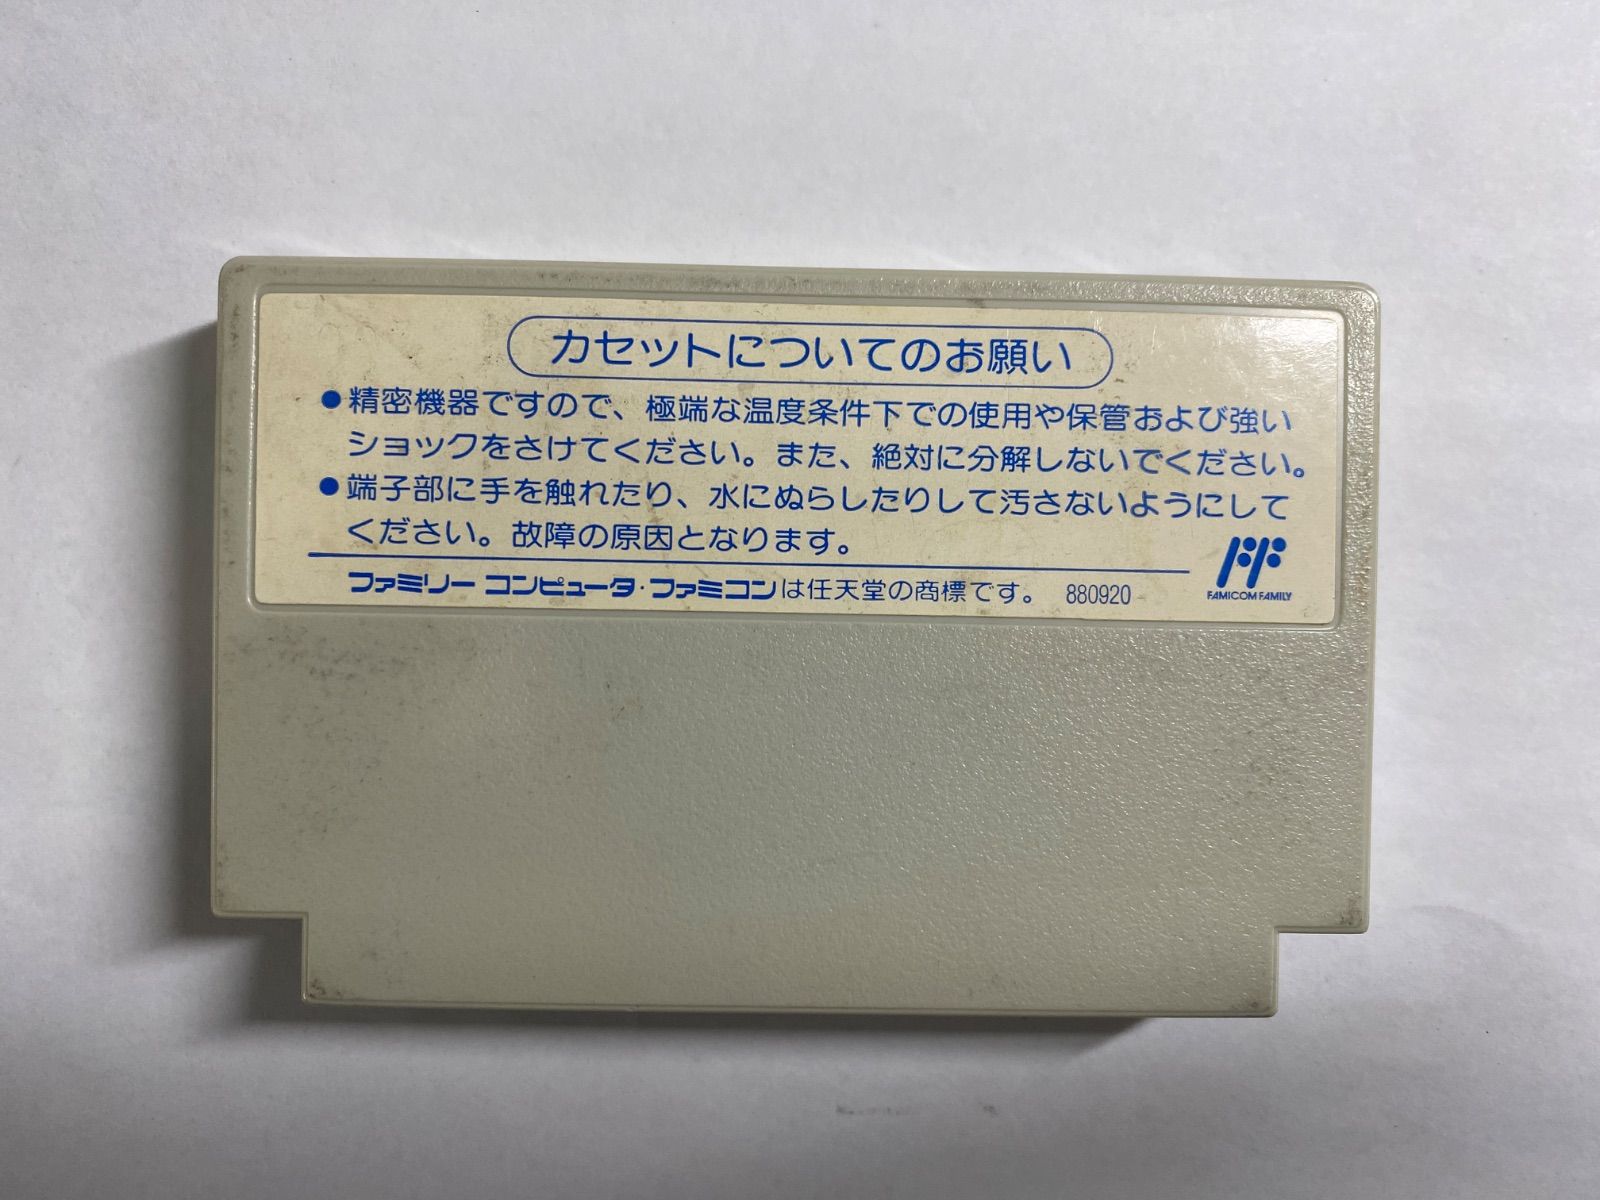 カセットについてのお願い
●精密機器ですので、極端な温度条件下での使用や保管および強い
ショックをさけてください。また、絶対に分解しないでください。
●端子部に手を触れたり、水にぬらしたりして汚さないようにして
ください。故障の原因となります。
ファミリー コンピュータ・ファミコンは任天堂の商標です。 880920
FAMICOM FAMILY